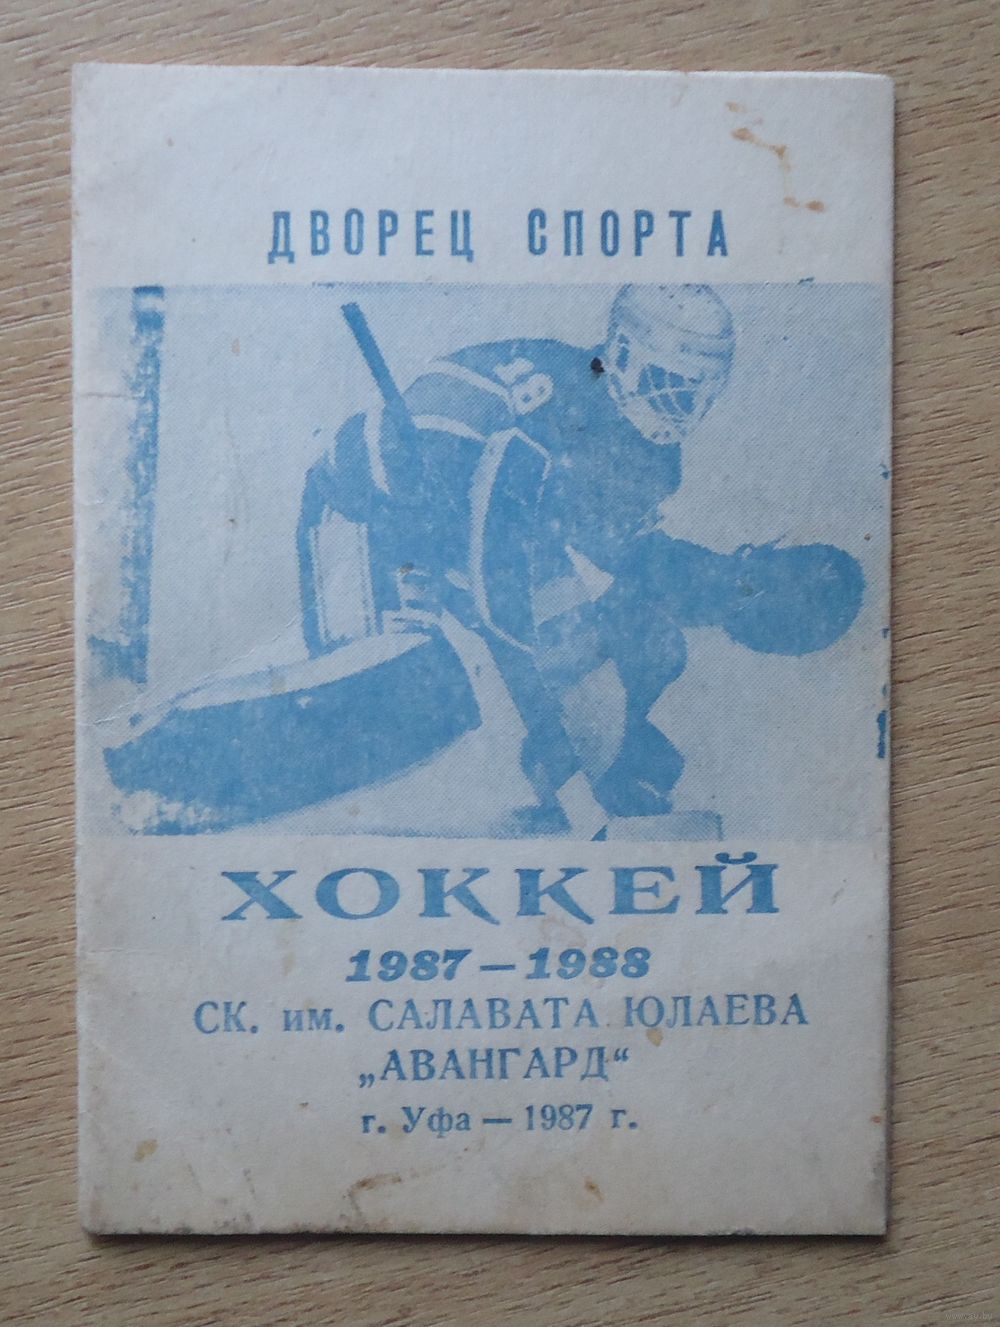 ДВОРЕЦ СПОРТА
ХОККЕЙ
1987 — 1988
СК. им. САЛАВАТА ЮЛАЕВА
„АВАНГАРД“
г. Уфа — 1987 г.